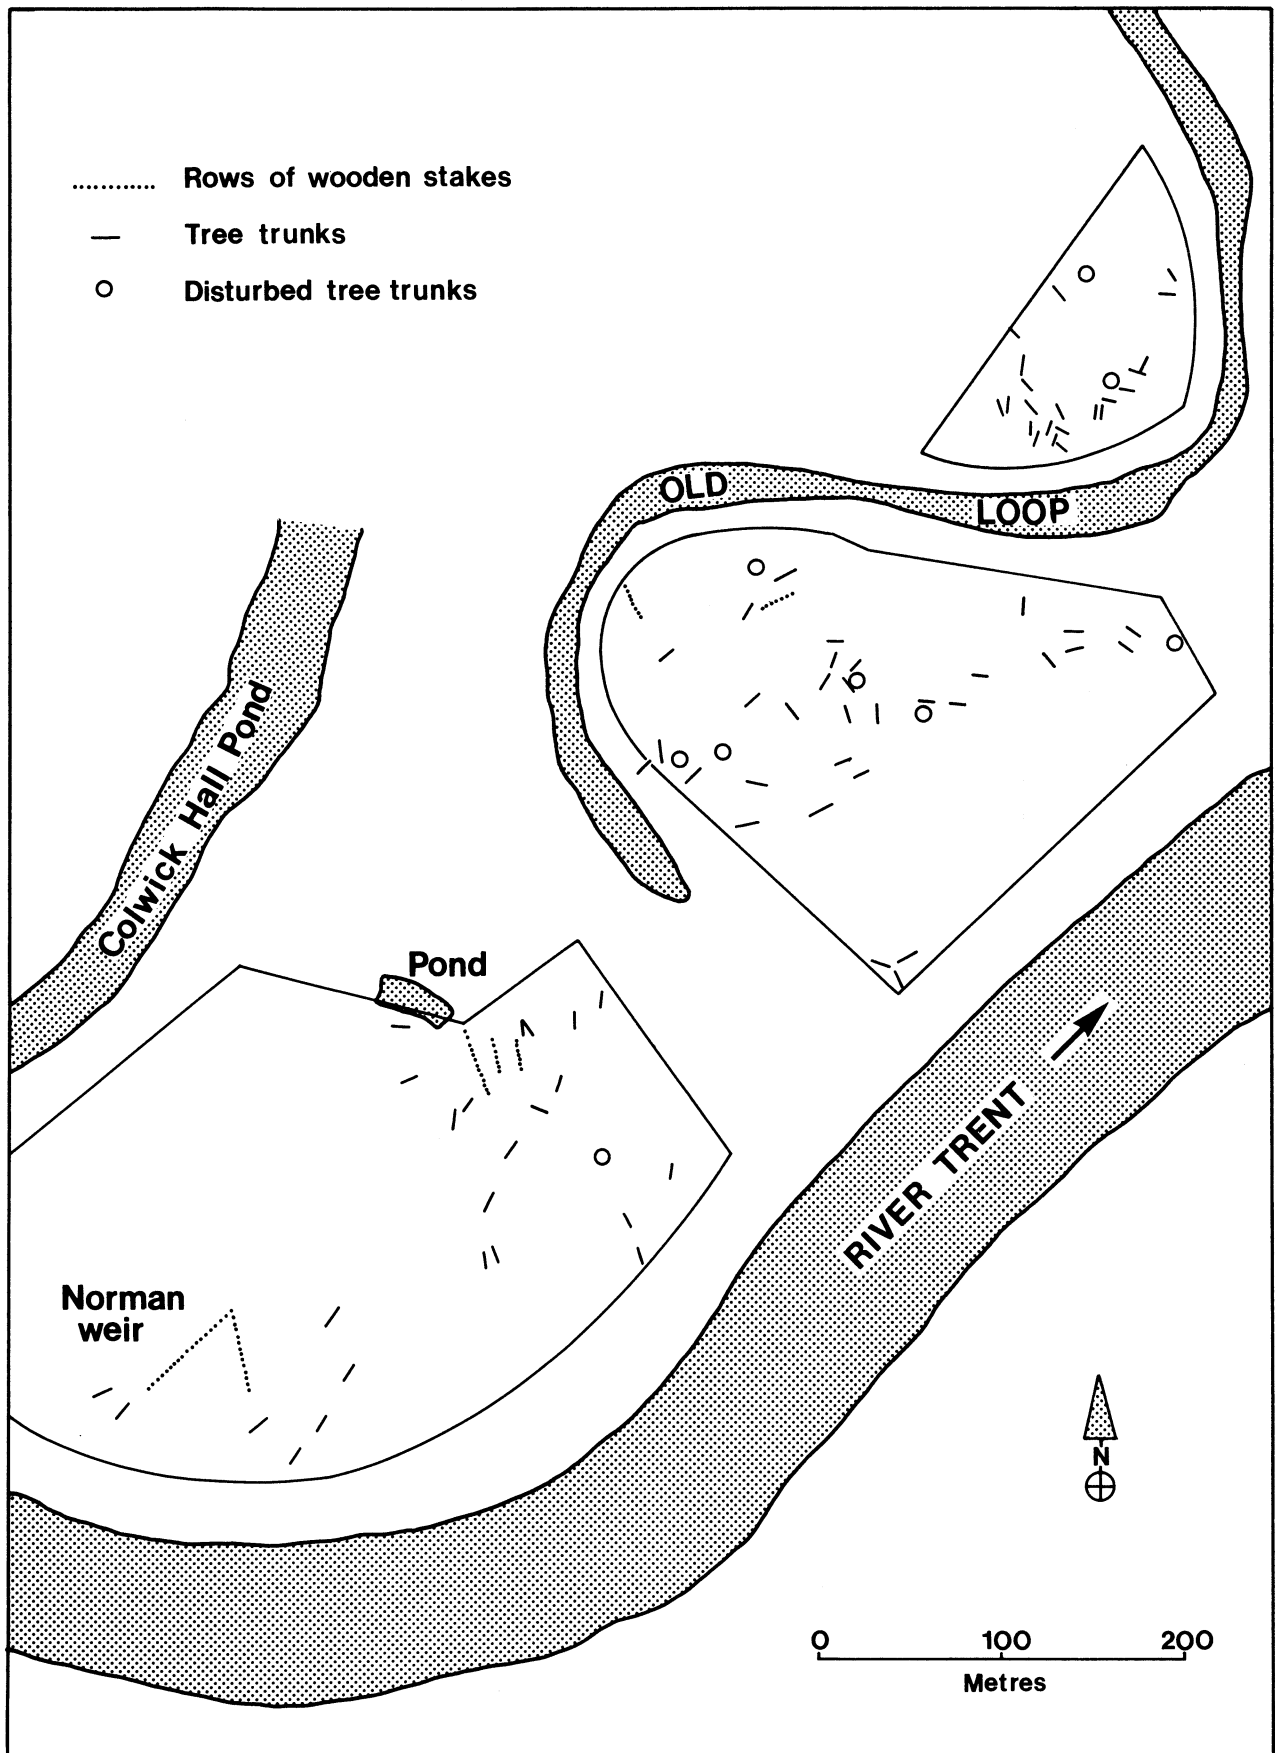 Rows of wooden stakes
Tree trunks
Disturbed tree trunks
OLD
LOOP
Colwick Hall Pond
Pond
RIVER TRENT
Norman
weir
N
0 100 200
Metres